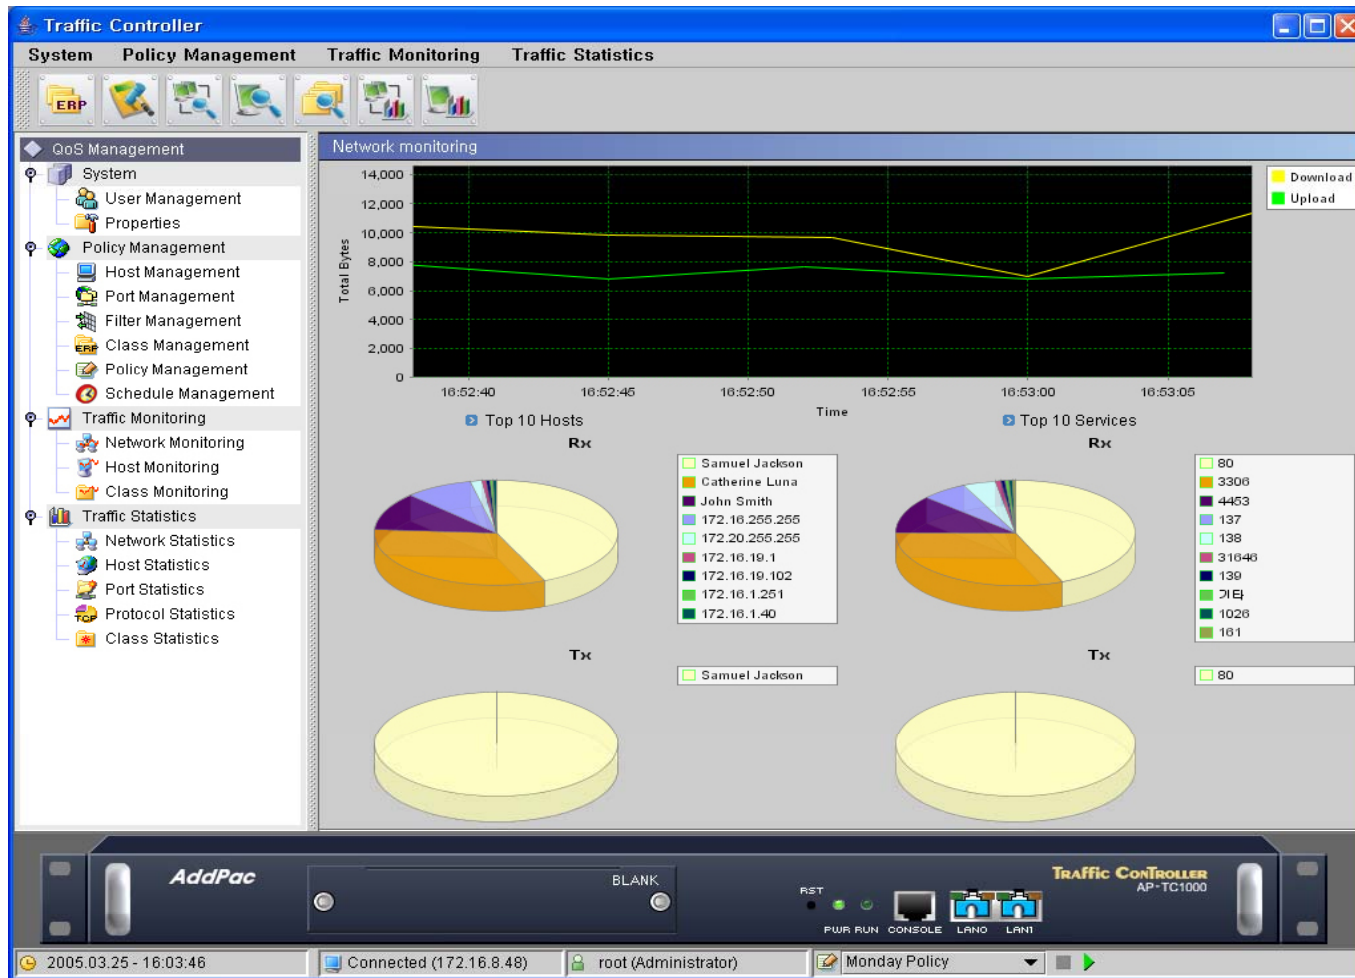 Traffic Controller
System Policy Management Traffic Monitoring Traffic Statistics
ERP
QoS Management
System
User Management
Properties
Policy Management
Host Management
Port Management
Filter Management
ERP Class Management
Policy Management
Schedule Management
Traffic Monitoring
Network Monitoring
Host Monitoring
Class Monitoring
Traffic Statistics
Network Statistics
Host Statistics
Port Statistics
TCP Protocol Statistics
Class Statistics
Network monitoring
Total Bytes
14,000
12,000
10,000
8,000
6,000
4,000
2,000
0
16:52:40 16:52:45 16:52:50 16:52:55 16:53:00 16:53:05
Time
Download
Upload
Top 10 Hosts
Rx
Samuel Jackson
Catherine Luna
John Smith
172.16.255.255
172.20.255.255
172.16.19.1
172.16.19.102
172.16.1.251
172.16.1.40
Tx
Samuel Jackson
Top 10 Services
Rx
80
3306
4453
137
138
31646
139
기타
1026
161
Tx
80
AddPac
BLANK
RST
PWR RUN CONSOLE LAN0 LAN1
TRAFFIC CONTROLLER
AP-TC1000
2005.03.25 - 16:03:46
Connected (172.16.8.48)
root (Administrator)
Monday Policy